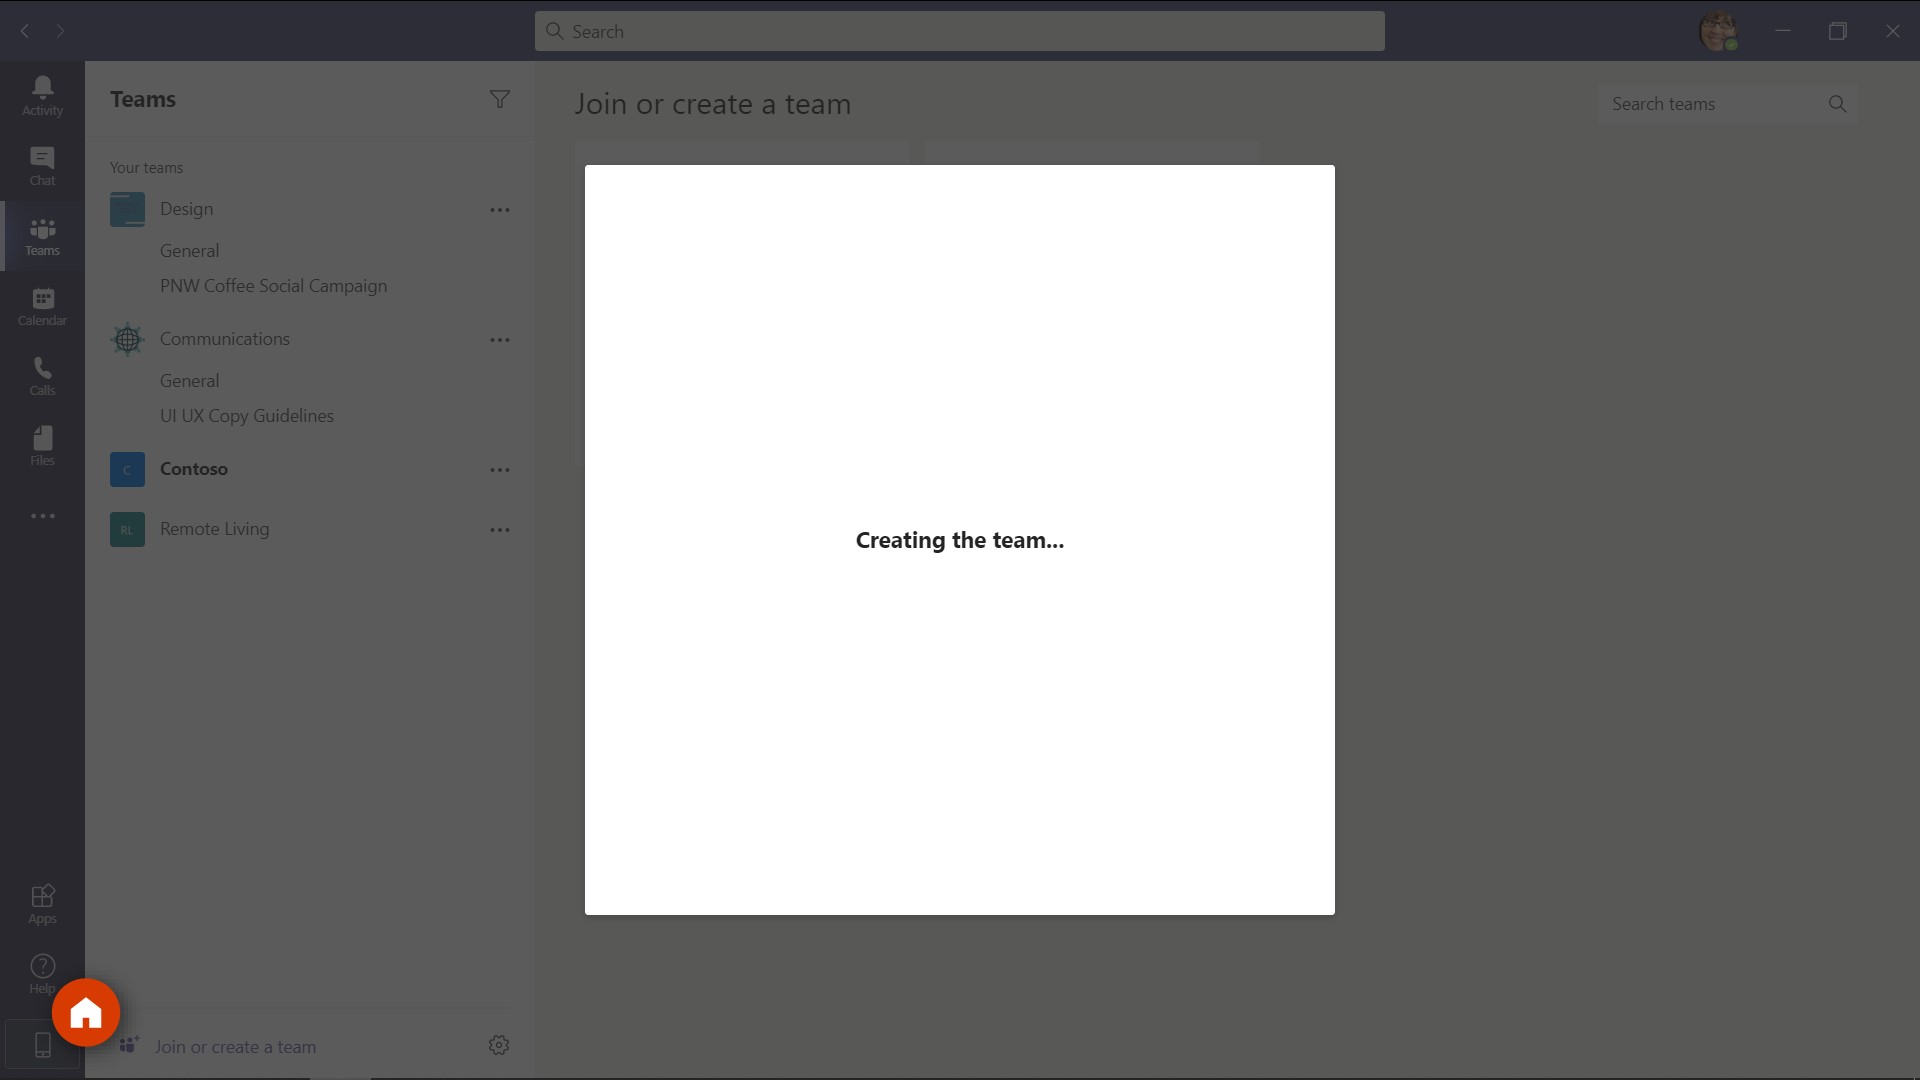 Search
Activity
Chat
Teams
Calendar
Calls
Files
Apps
Help
Teams
Your teams
Design
General
PNW Coffee Social Campaign
Communications
General
UI UX Copy Guidelines
C
Contoso
RL
Remote Living
Join or create a team
Join or create a team
Search teams
Creating the team...